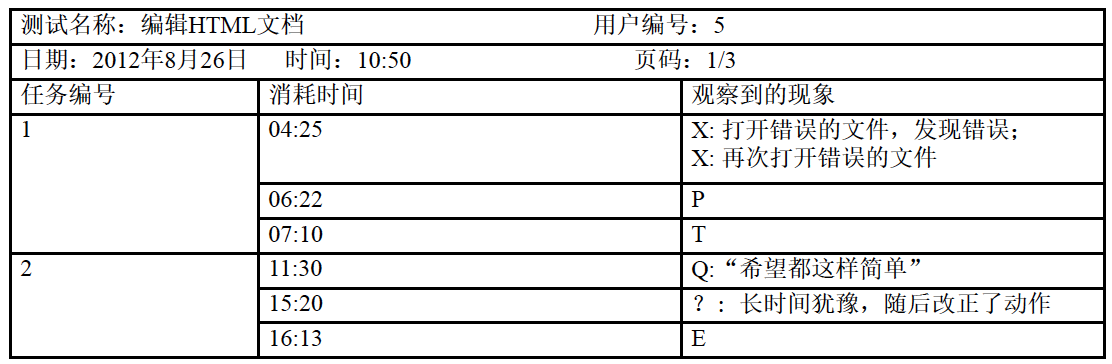 测试名称：编辑HTML文档 用户编号：5
日期：2012年8月26日 时间：10:50 页码：1/3
任务编号 消耗时间 观察到的现象
1 04:25 X: 打开错误的文件，发现错误；
X: 再次打开错误的文件
06:22 P
07:10 T
2 11:30 Q:“希望都这样简单”
15:20 ？：长时间犹豫，随后改正了动作
16:13 E